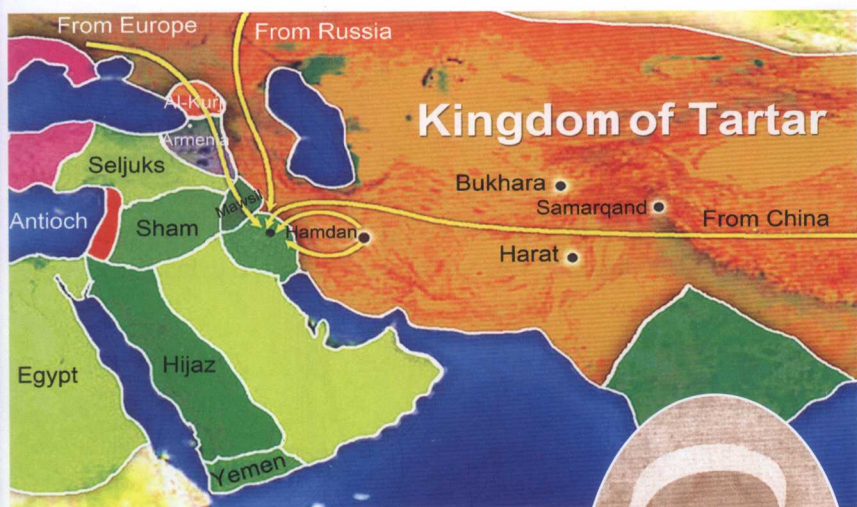 From Europe
From Russia
Al-Kurj
Kingdom of Tartar
Armenia
Seljuks
Bukhara
Mawsil
Samarqand
Antioch
Sham
Hamdan
From China
Harat
Egypt
Hijaz
Yemen